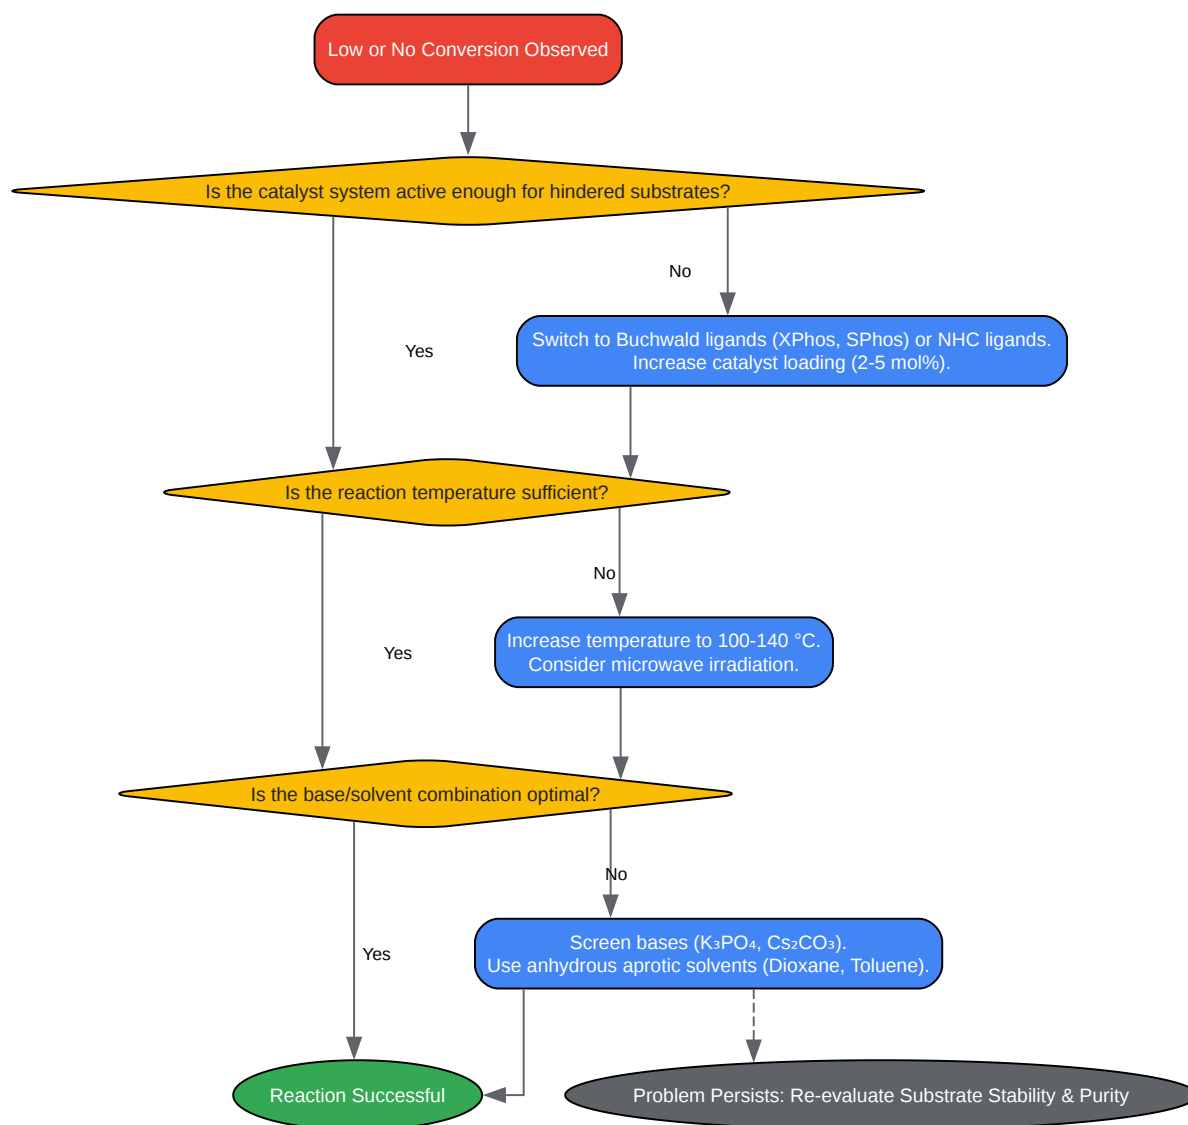 Low or No Conversion Observed
Is the catalyst system active enough for hindered substrates?
No
Switch to Buchwald ligands (XPhos, SPhos) or NHC ligands.
Increase catalyst loading (2-5 mol%).
Yes
Is the reaction temperature sufficient?
No
Increase temperature to 100-140 °C.
Consider microwave irradiation.
Yes
Is the base/solvent combination optimal?
No
Screen bases (K₃PO₄, Cs₂CO₃).
Use anhydrous aprotic solvents (Dioxane, Toluene).
Yes
Reaction Successful
Problem Persists: Re-evaluate Substrate Stability & Purity